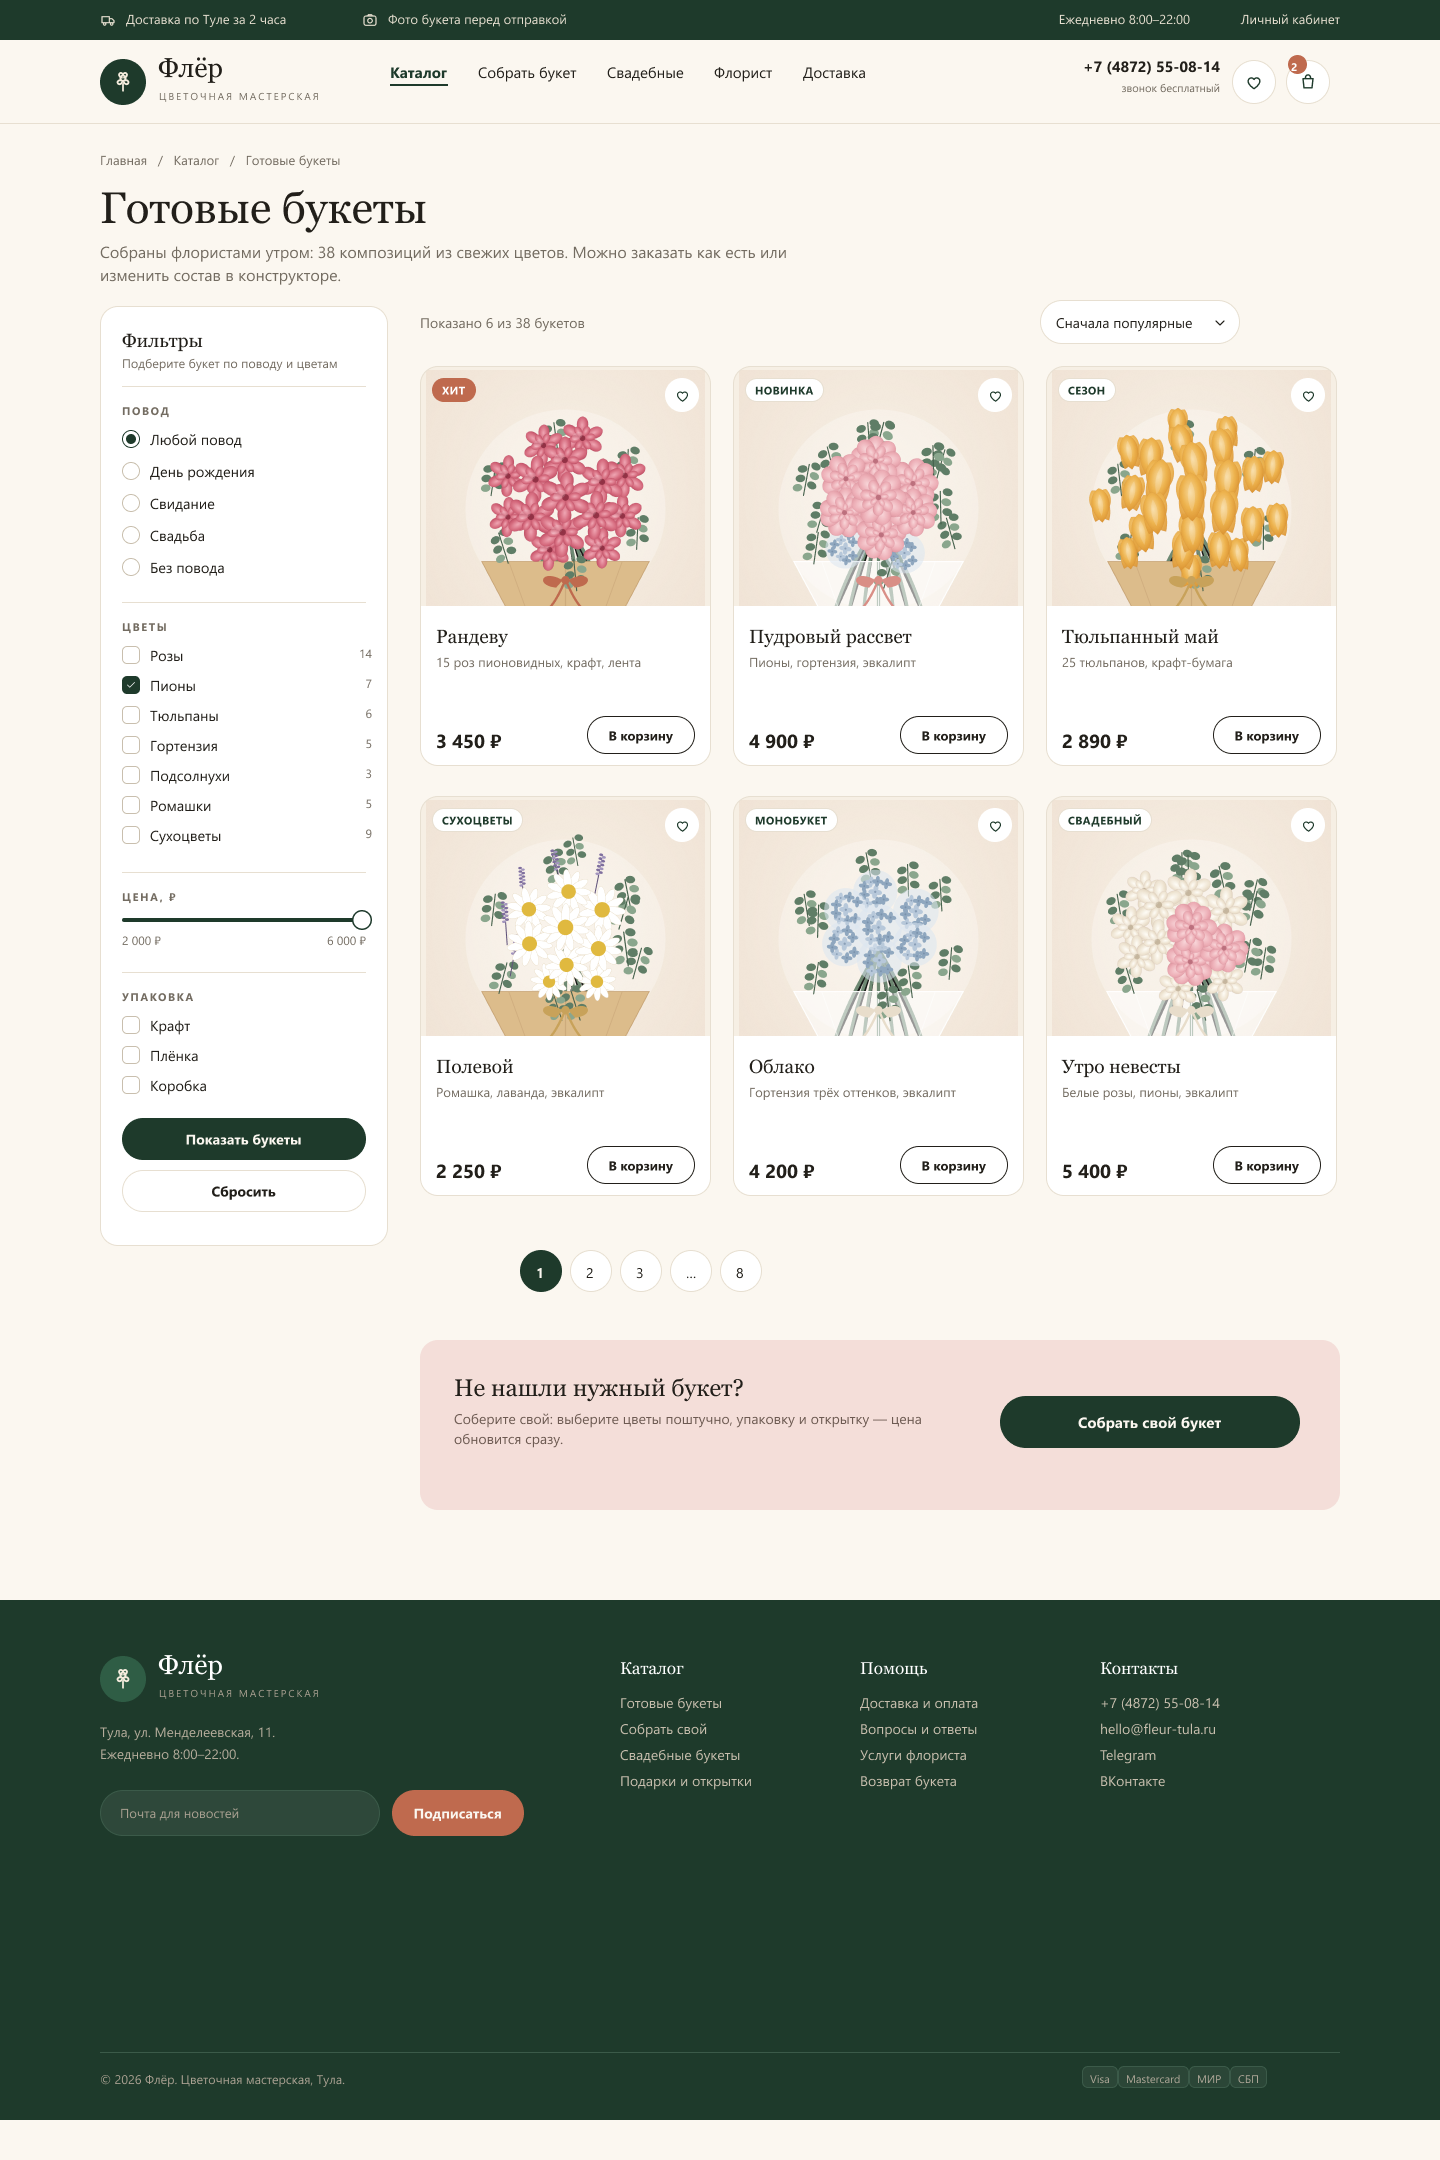 Доставка по Туле за 2 часа
Фото букета перед отправкой
Ежедневно 8:00–22:00
Личный кабинет
Флёр
ЦВЕТОЧНАЯ МАСТЕРСКАЯ
Каталог
Собрать букет
Свадебные
Флорист
Доставка
+7 (4872) 55-08-14
звонок бесплатный
2
Главная / Каталог / Готовые букеты
Готовые букеты
Собраны флористами утром: 38 композиций из свежих цветов. Можно заказать как есть или
изменить состав в конструкторе.
Фильтры
Подберите букет по поводу и цветам
ПОВОД
Любой повод
День рождения
Свидание
Свадьба
Без повода
ЦВЕТЫ
Розы 14
Пионы 7
Тюльпаны 6
Гортензия 5
Подсолнухи 3
Ромашки 5
Сухоцветы 9
ЦЕНА, ₽
2 000 ₽ 6 000 ₽
УПАКОВКА
Крафт
Плёнка
Коробка
Показать букеты
Сбросить
Показано 6 из 38 букетов
Сначала популярные
ХИТ
Рандеву
15 роз пионовидных, крафт, лента
3 450 ₽
В корзину
НОВИНКА
Пудровый рассвет
Пионы, гортензия, эвкалипт
4 900 ₽
В корзину
СЕЗОН
Тюльпанный май
25 тюльпанов, крафт-бумага
2 890 ₽
В корзину
СУХОЦВЕТЫ
Полевой
Ромашка, лаванда, эвкалипт
2 250 ₽
В корзину
МОНОБУКЕТ
Облако
Гортензия трёх оттенков, эвкалипт
4 200 ₽
В корзину
СВАДЕБНЫЙ
Утро невесты
Белые розы, пионы, эвкалипт
5 400 ₽
В корзину
1 2 3 ... 8
Не нашли нужный букет?
Соберите свой: выберите цветы поштучно, упаковку и открытку — цена
обновится сразу.
Собрать свой букет
Флёр
ЦВЕТОЧНАЯ МАСТЕРСКАЯ
Тула, ул. Менделеевская, 11.
Ежедневно 8:00–22:00.
Почта для новостей
Подписаться
Каталог
Готовые букеты
Собрать свой
Свадебные букеты
Подарки и открытки
Помощь
Доставка и оплата
Вопросы и ответы
Услуги флориста
Возврат букета
Контакты
+7 (4872) 55-08-14
hello@fleur-tula.ru
Telegram
ВКонтакте
© 2026 Флёр. Цветочная мастерская, Тула.
Visa Mastercard МИР СБП